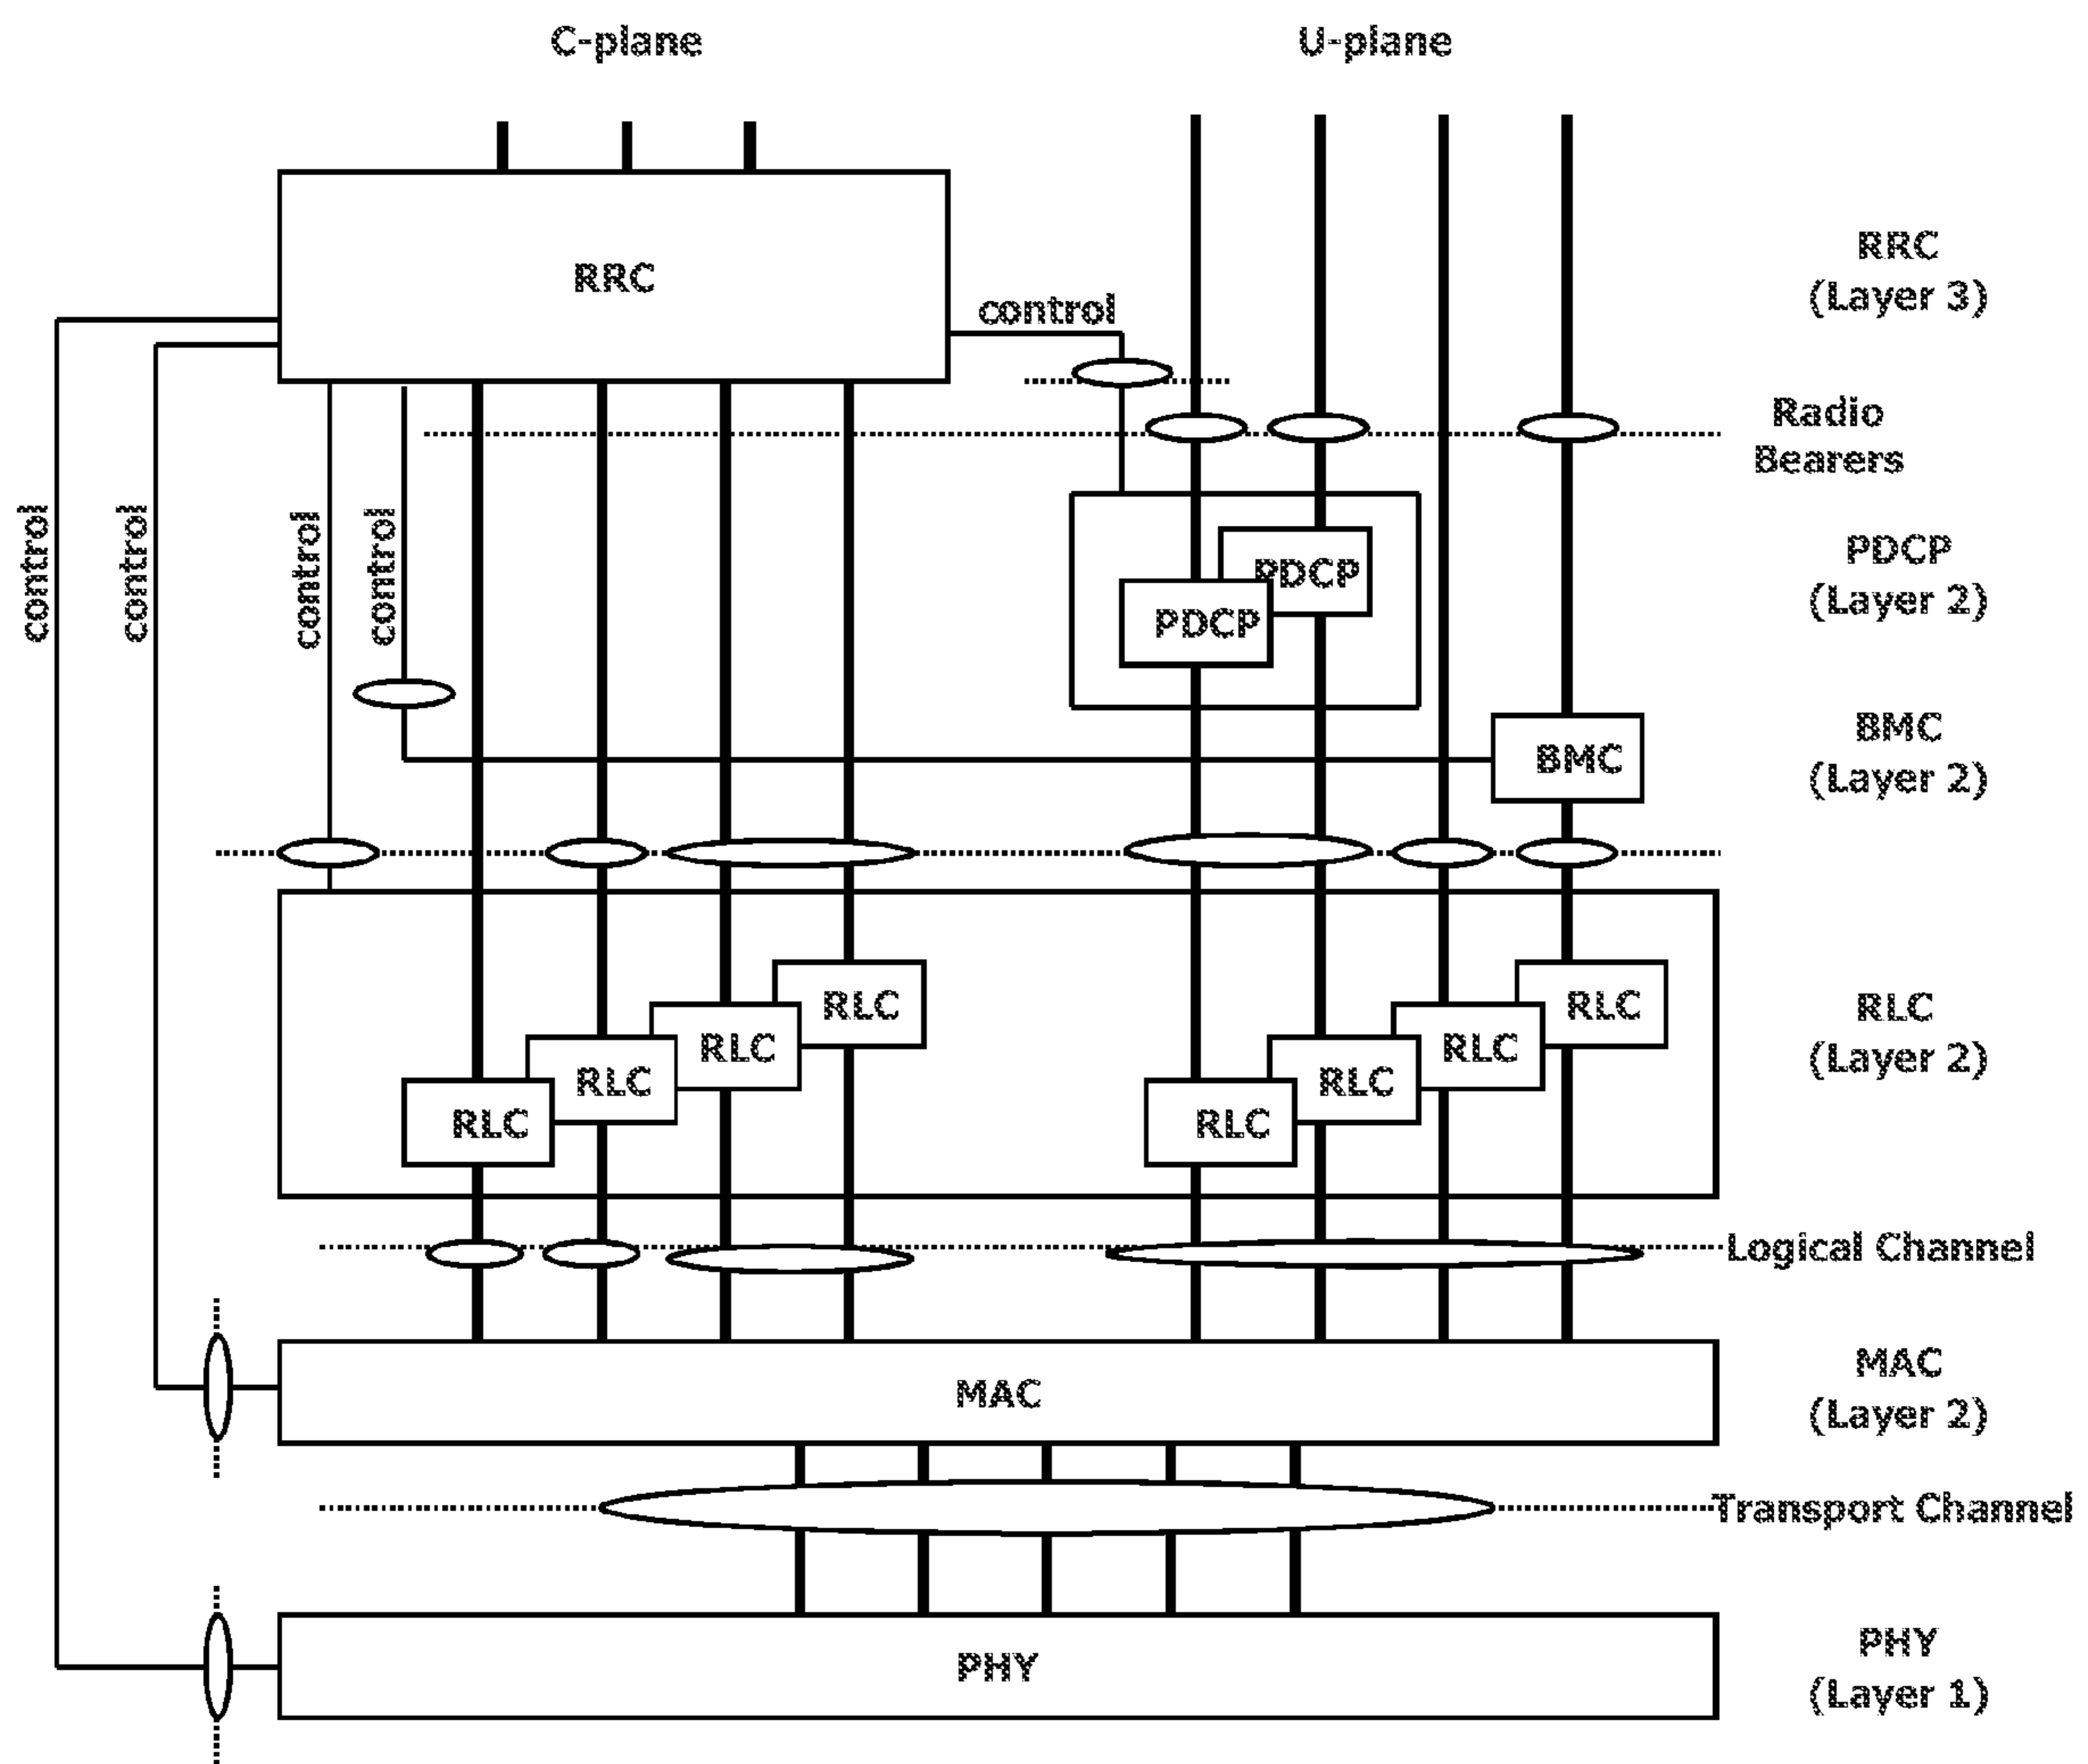 C-plane
U-plane
RRC
control
RRC
(Layer 3)
Radio
Bearers
control
control
control
control
PDCP
PDCP
PDCP
(Layer 2)
BMC
BMC
(Layer 2)
RLC
RLC
RLC
RLC
RLC
RLC
RLC
RLC
RLC
(Layer 2)
Logical Channel
MAC
MAC
(Layer 2)
Transport Channel
PHY
PHY
(Layer 1)